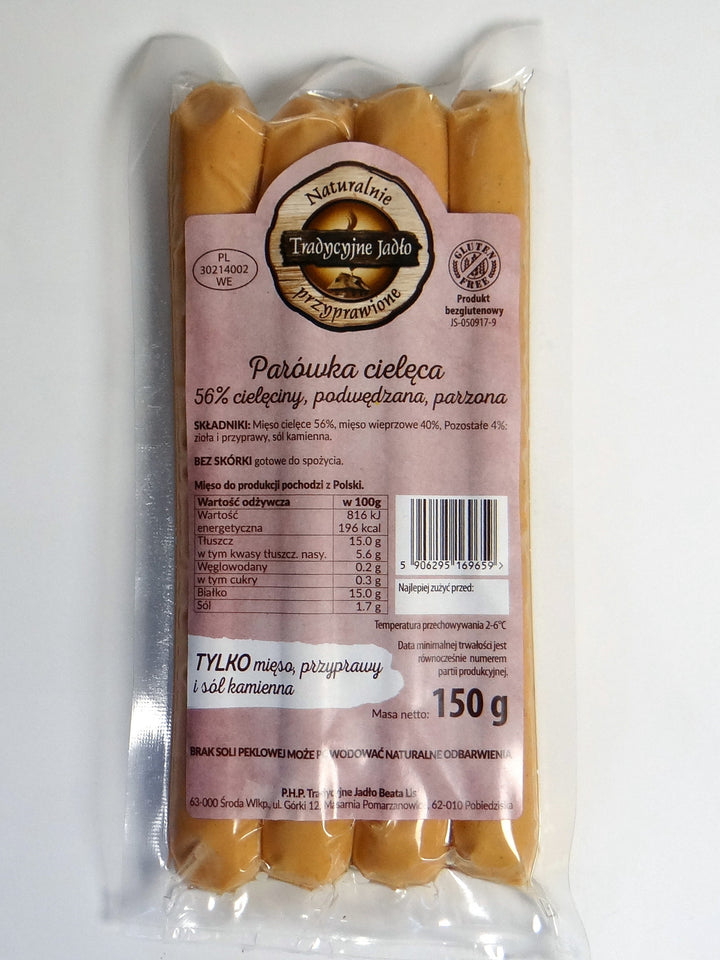 Naturalnie
Tradycyjne Jadło
przyprawione
PL
30214002
WE
GLUTEN
FREE
Produkt
bezglutenowy
JS-050917-9
Parówka cielęca
56% cielęciny, podwędzana, parzona
SKŁADNIKI: Mięso cielęce 56%, mięso wieprzowe 40%, Pozostałe 4%:
zioła i przyprawy, sól kamienna.
BEZ SKÓRKI gotowe do spożycia.
Mięso do produkcji pochodzi z Polski.
Wartość odżywcza w 100g
Wartość 816 kJ
energetyczna 196 kcal
Tłuszcz 15.0 g
w tym kwasy tłuszcz. nasy. 5.6 g
Węglowodany 0.2 g
w tym cukry 0.3 g
Białko 15.0 g
Sól 1.7 g
5 906295 169659 >
Najlepiej zużyć przed:
Temperatura przechowywania 2-6°C
Data minimalnej trwałości jest
równocześnie numerem
partii produkcyjnej.
TYLKO mięso, przyprawy
i sól kamienna
Masa netto: 150 g
BRAK SOLI PEKLOWEJ MOŻE POWODOWAĆ NATURALNE ODBARWIENIA
P.H.P. Tradycyjne Jadło Beata Lis
63-000 Środa Wlkp, ul. Górki 12, Masarnia Pomarzanowice, 62-010 Pobiedziska